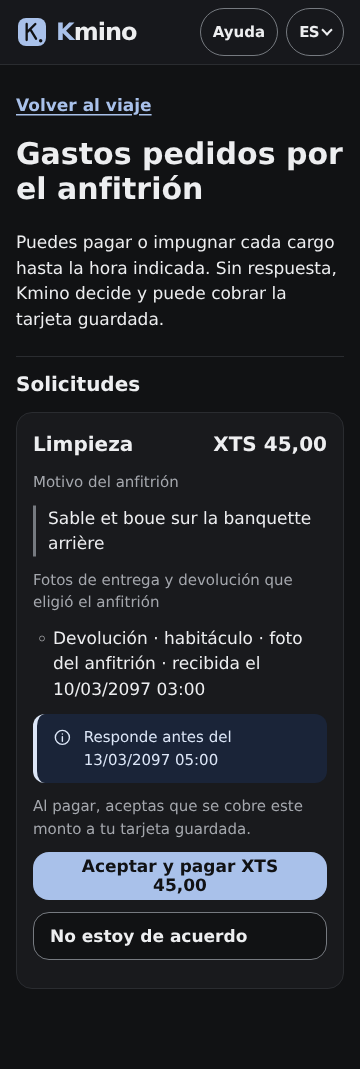 K. Kmino
Ayuda
ES
Volver al viaje
Gastos pedidos por
el anfitrión
Puedes pagar o impugnar cada cargo
hasta la hora indicada. Sin respuesta,
Kmino decide y puede cobrar la
tarjeta guardada.
Solicitudes
Limpieza
XTS 45,00
Motivo del anfitrión
Sable et boue sur la banquette
arrière
Fotos de entrega y devolución que
eligió el anfitrión
Devolución · habitáculo · foto
del anfitrión · recibida el
10/03/2097 03:00
Responde antes del
13/03/2097 05:00
Al pagar, aceptas que se cobre este
monto a tu tarjeta guardada.
Aceptar y pagar XTS
45,00
No estoy de acuerdo